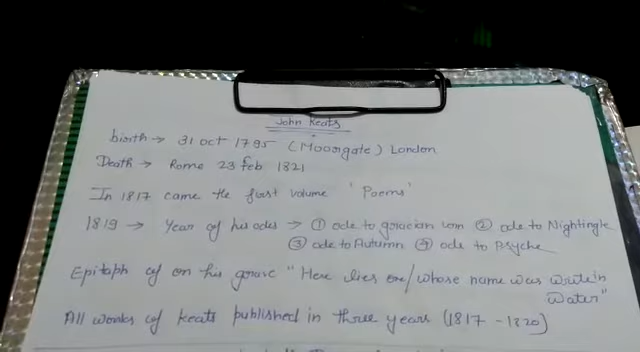 John Keats
birth → 31 oct 1795 (Moorgate) London
Death → Rome 23 feb 1821
In 1817 came the first volume 'Poems'
1819 → Year of his odes → ① ode to gracian urn ② ode to Nightingle
③ ode to Autumn ④ ode to Psyche
Epitaph of on his grave "Here lies one/whose name was write in
Water"
All works of Keats published in three years (1817 - 1820)